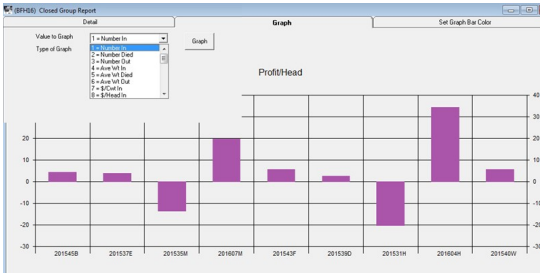 (BFH16) Closed Group Report
Detail
Graph
Set Graph Bar Color
Value to Graph
1 = Number In
Graph
Type of Graph
1 = Number In
2 = Number Died
3 = Number Out
4 = Ave Wt In
5 = Ave Wt Died
6 = Ave Wt Out
7 = $/Cwt In
8 = $/Head In
Profit/Head
40
30
20 20
10 10
0 0
-10 -10
-20 -20
-30 -30
201545B 201537E 201535M 201607M 201543F 201539D 201531H 201604H 201540W